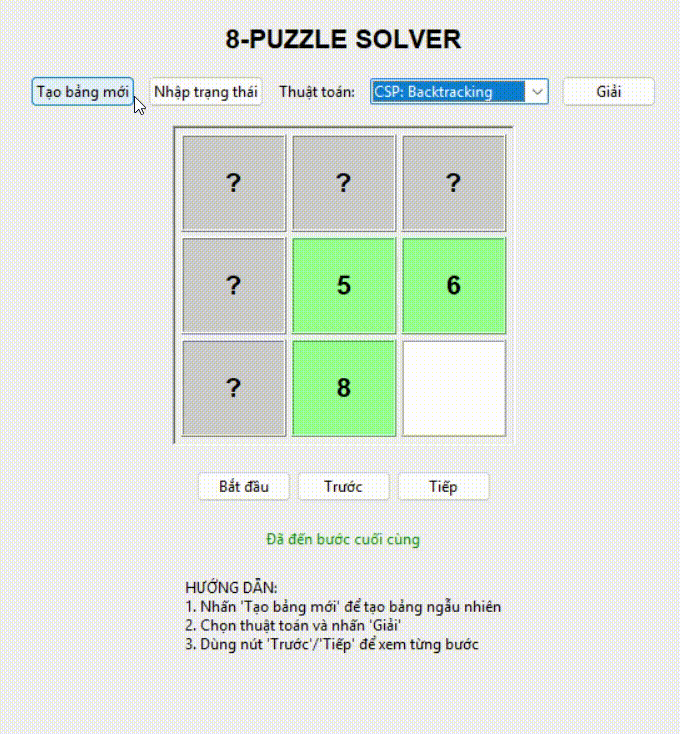 8-PUZZLE SOLVER
Tạo bảng mới Nhập trạng thái Thuật toán: CSP: Backtracking Giải
? ? ?
? 5 6
? 8
Bắt đầu Trước Tiếp
Đã đến bước cuối cùng
HƯỚNG DẪN:
1. Nhấn 'Tạo bảng mới' để tạo bảng ngẫu nhiên
2. Chọn thuật toán và nhấn 'Giải'
3. Dùng nút 'Trước'/'Tiếp' để xem từng bước